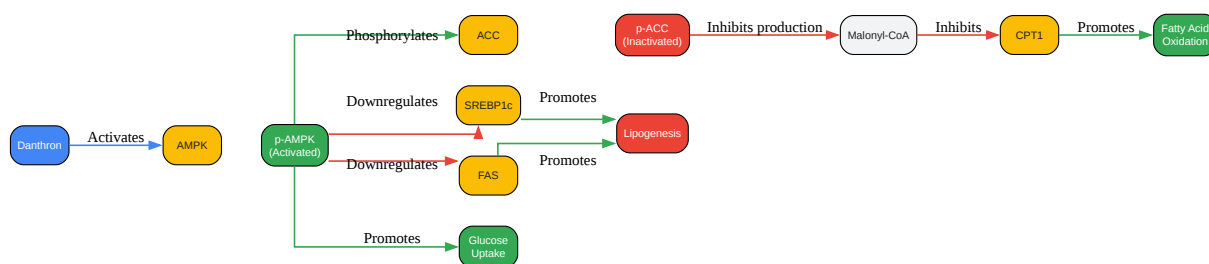 Danthron
Activates
AMPK
p-AMPK
(Activated)
Phosphorylates
ACC
Downregulates
SREBP1c
Promotes
Downregulates
FAS
Promotes
Lipogenesis
Promotes
Glucose
Uptake
p-ACC
(Inactivated)
Inhibits production
Malonyl-CoA
Inhibits
CPT1
Promotes
Fatty Acid
Oxidation